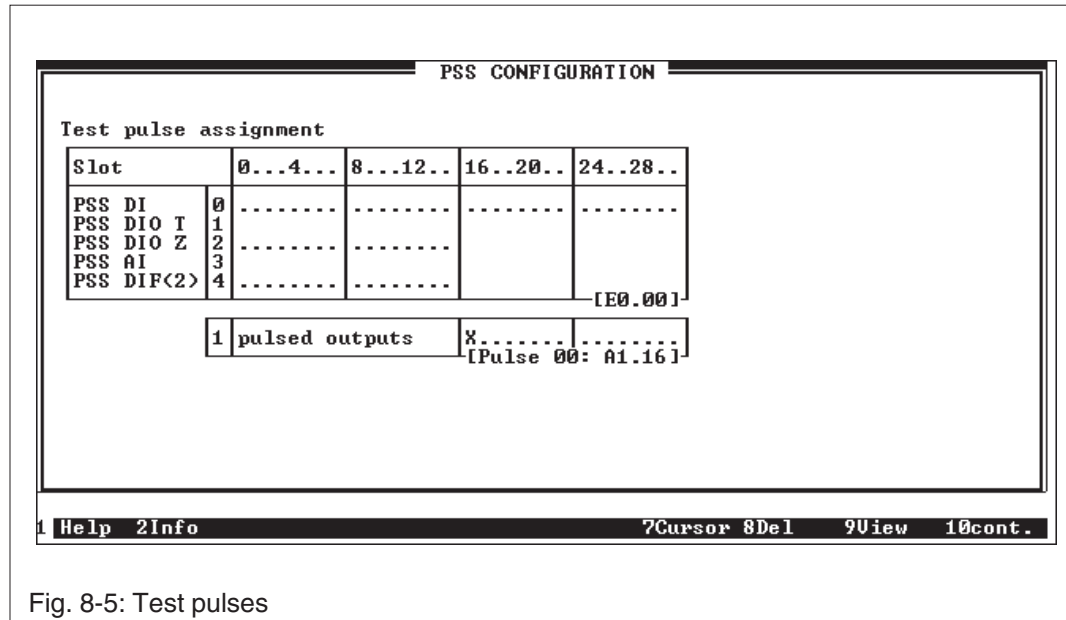 PSS CONFIGURATION
Test pulse assignment
Slot 0...4... 8...12.. 16..20.. 24..28..
PSS DI 0 ........ ........ ........ ........
PSS DIO T 1
PSS DIO Z 2 ........ ........
PSS AI 3
PSS DIF(2) 4 ........ ........
[E0.00]
1 pulsed outputs X....... ........
[Pulse 00: A1.16]
1 Help 2Info 7Cursor 8Del 9View 10cont.
Fig. 8-5: Test pulses